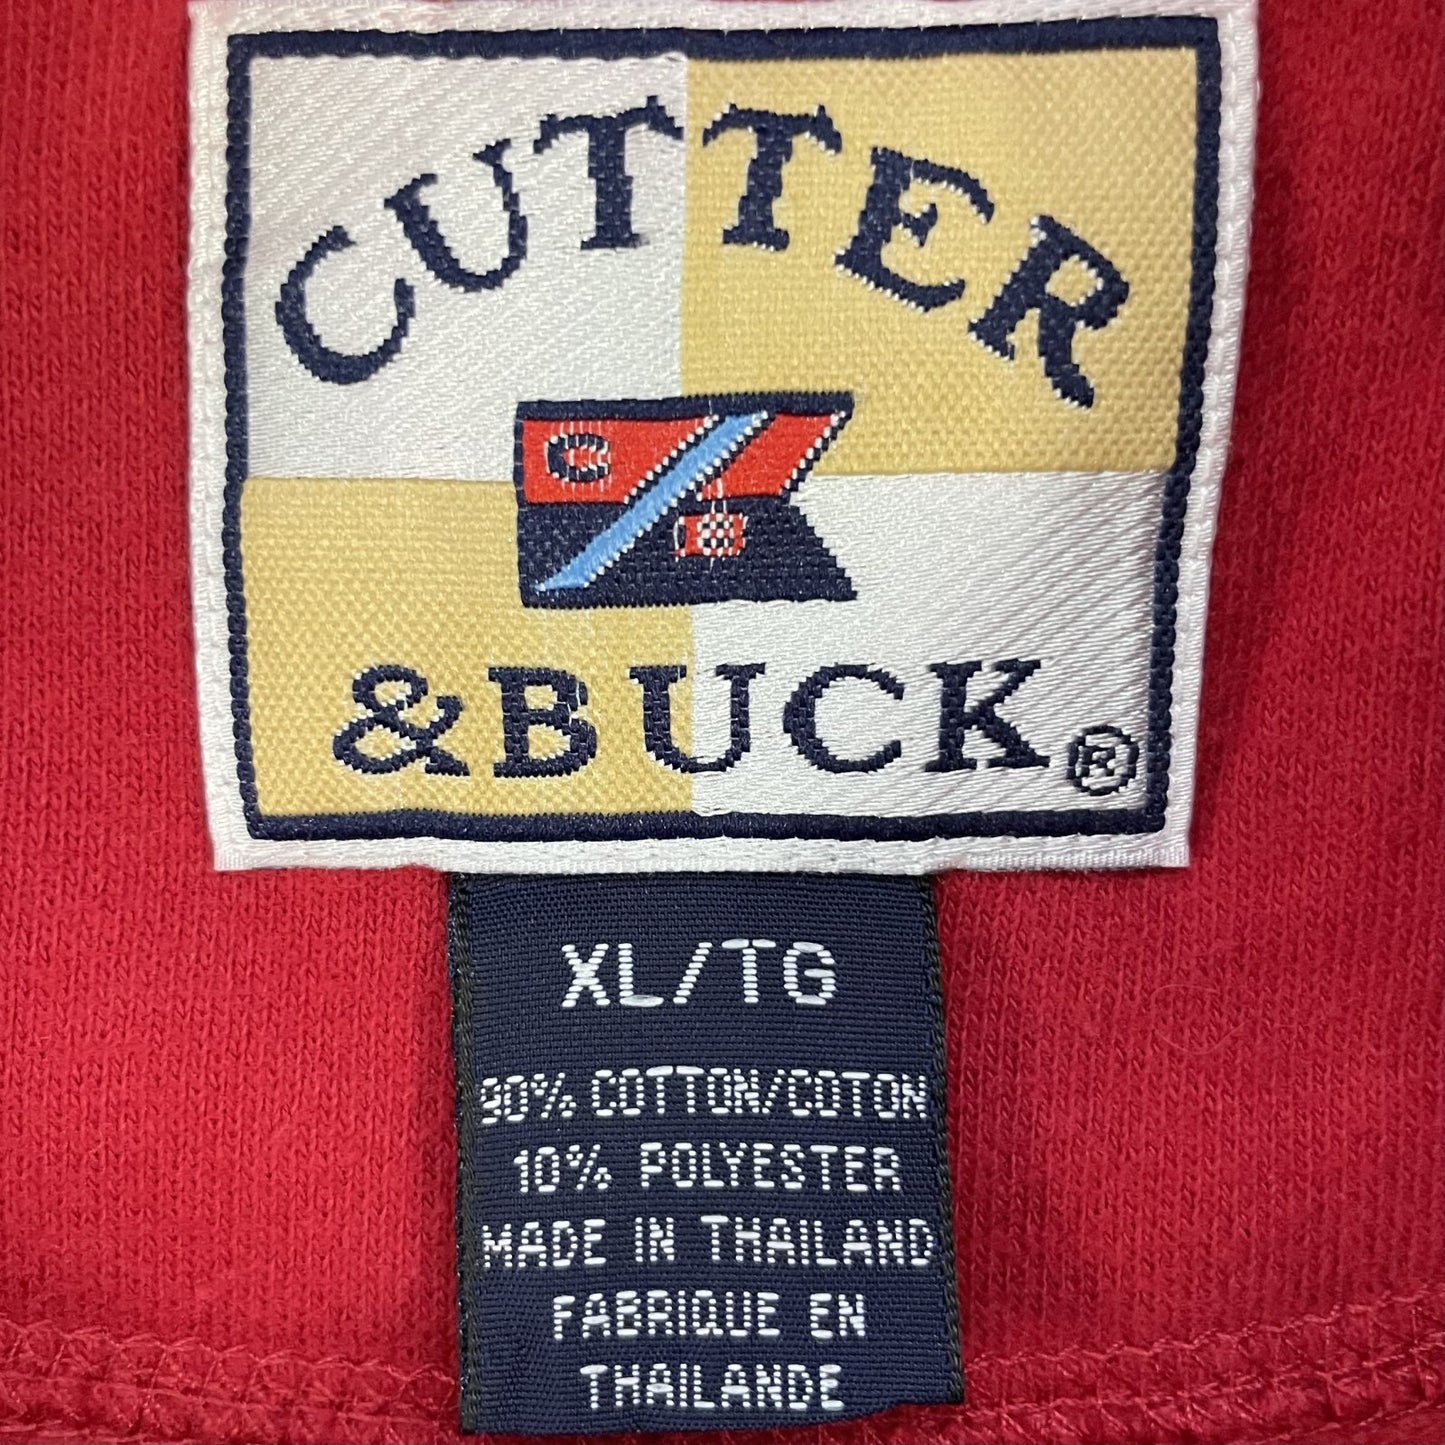 CUTTER
C
B
&BUCK®
XL/TG
90% COTTON/COTON
10% POLYESTER
MADE IN THAILAND
FABRIQUE EN
THAILANDE